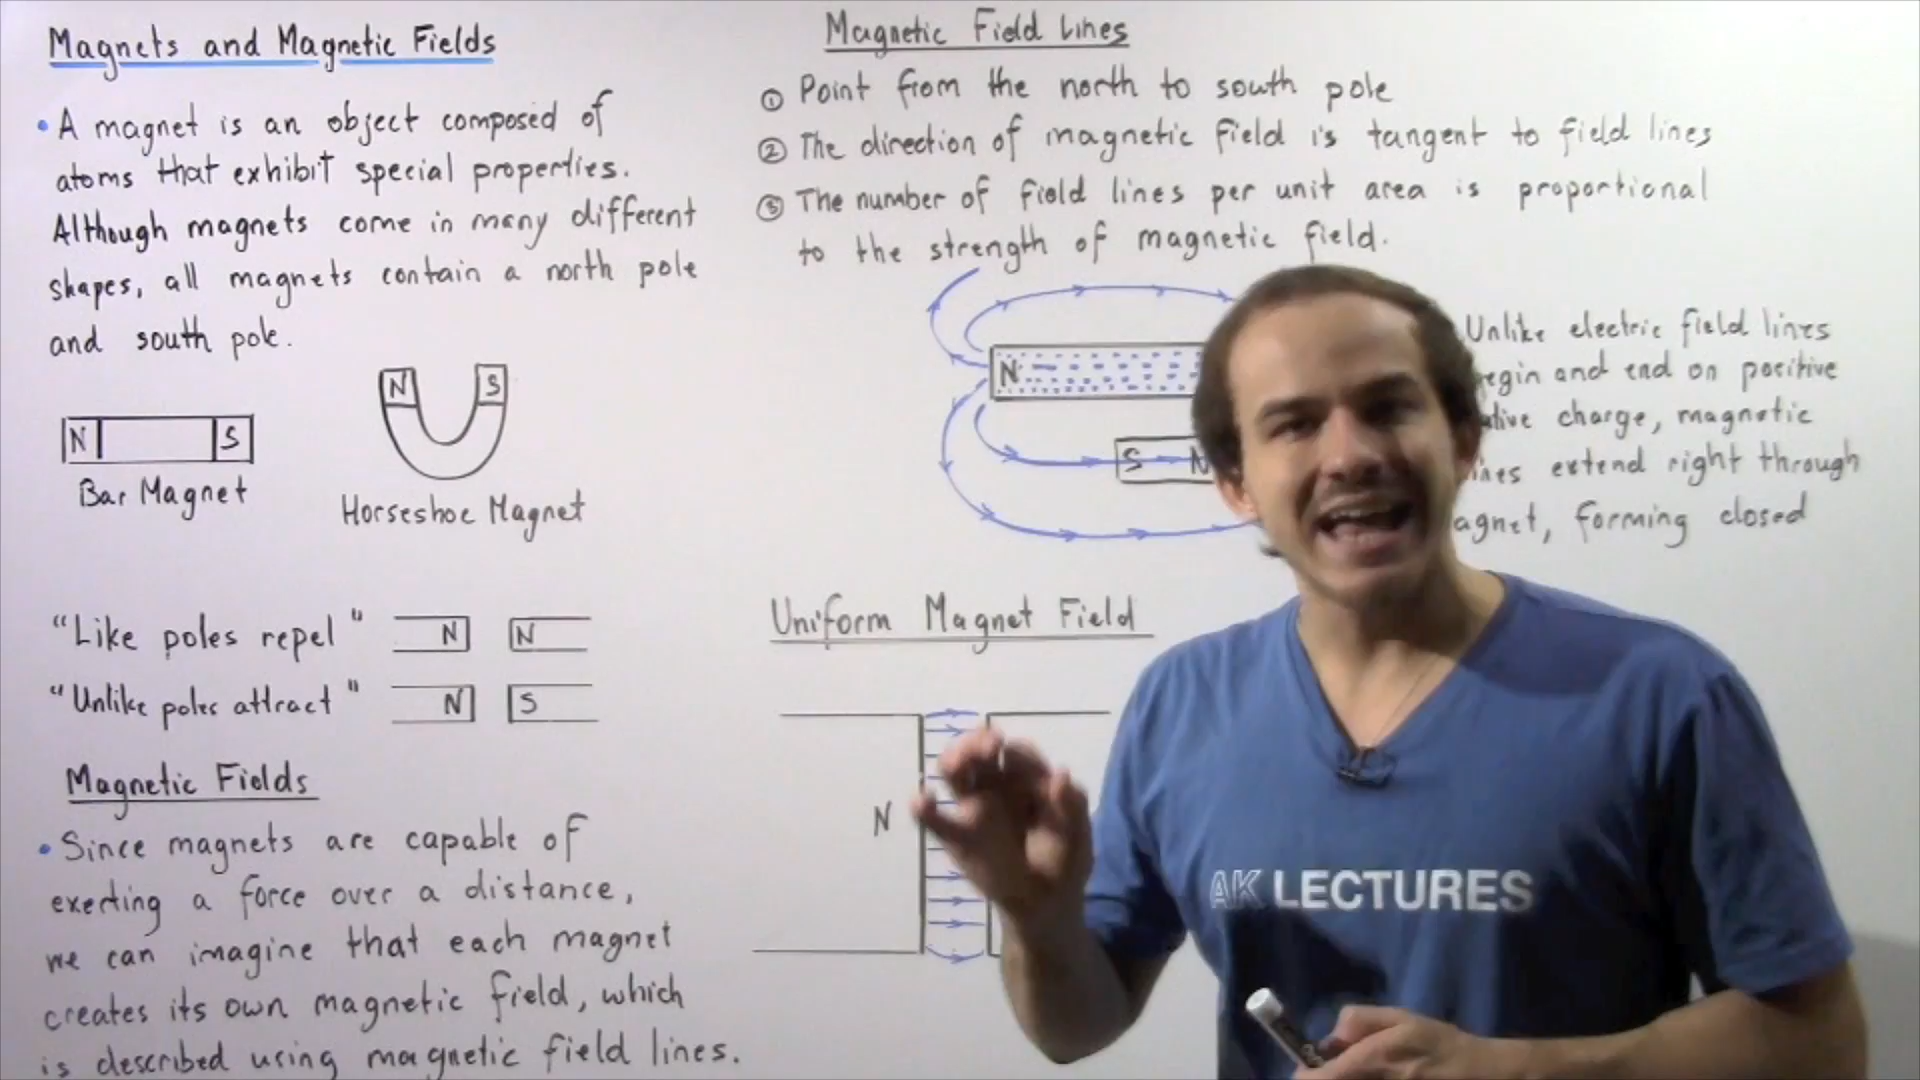 Magnets and Magnetic Fields
• A magnet is an object composed of
atoms that exhibit special properties.
Although magnets come in many different
shapes, all magnets contain a north pole
and south pole.
N S
Bar Magnet
N S
Horseshoe Magnet
"Like poles repel" N N
"Unlike poles attract" N S
Magnetic Fields
• Since magnets are capable of
exerting a force over a distance,
we can imagine that each magnet
creates its own magnetic field, which
is described using magnetic field lines.
Magnetic Field Lines
① Point from the north to south pole
② The direction of magnetic field is tangent to field lines
③ The number of field lines per unit area is proportional
to the strength of magnetic field.
N
S N
Unlike electric field lines
egin and end on positive
ative charge, magnetic
ines extend right through
agnet, forming closed
Uniform Magnet Field
N
AK LECTURES